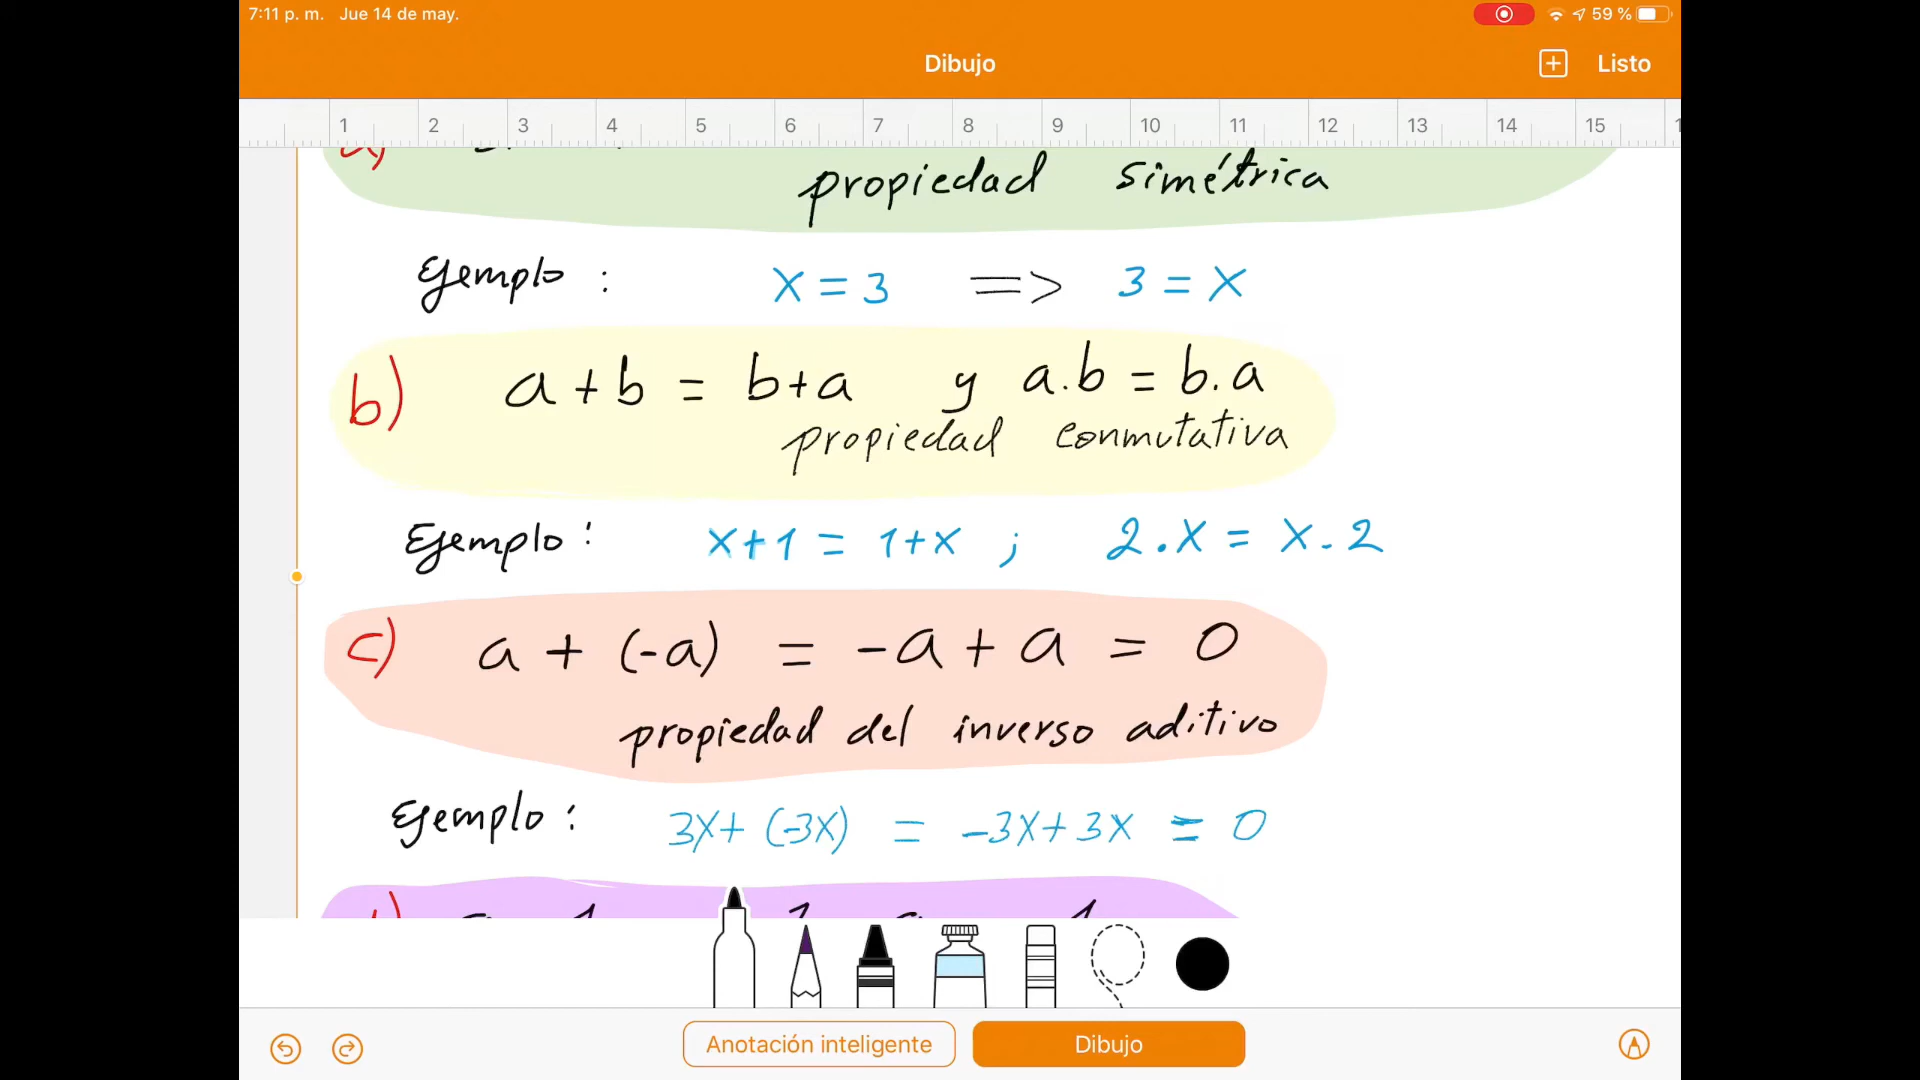 7:11 p. m. Jue 14 de may.
59 %
Dibujo
Listo
1 2 3 4 5 6 7 8 9 10 11 12 13 14 15
propiedad simétrica
Ejemplo : x = 3 => 3 = x
b) a + b = b + a y a.b = b.a
propiedad conmutativa
Ejemplo : x + 1 = 1 + x ; 2.x = x.2
c) a + (-a) = -a + a = 0
propiedad del inverso aditivo
Ejemplo : 3x + (-3x) = -3x + 3x = 0
Anotación inteligente
Dibujo